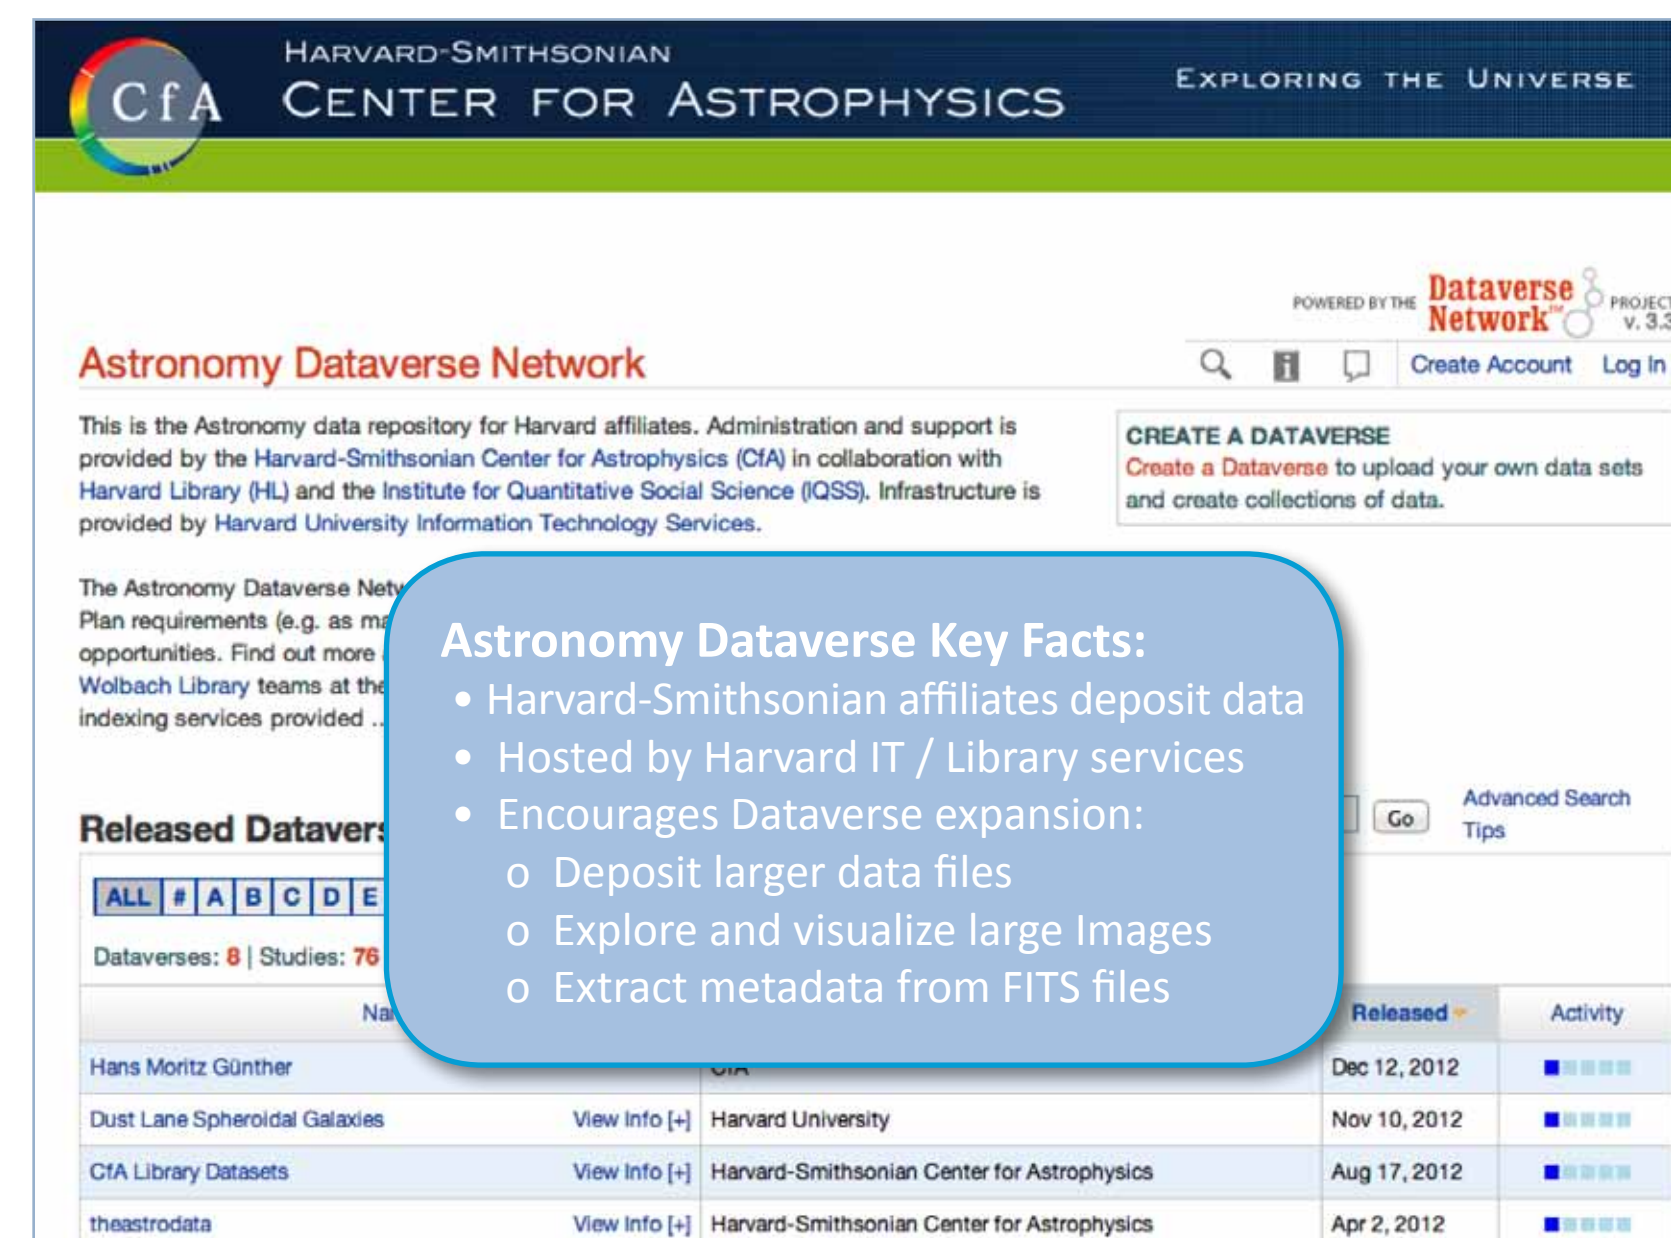 CfA
HARVARD-SMITHSONIAN
CENTER FOR ASTROPHYSICS
EXPLORING THE UNIVERSE
POWERED BY THE Dataverse Network™ PROJECT
v. 3.3
Astronomy Dataverse Network
Create Account Log In
This is the Astronomy data repository for Harvard affiliates. Administration and support is
provided by the Harvard-Smithsonian Center for Astrophysics (CfA) in collaboration with
Harvard Library (HL) and the Institute for Quantitative Social Science (IQSS). Infrastructure is
provided by Harvard University Information Technology Services.
CREATE A DATAVERSE
Create a Dataverse to upload your own data sets
and create collections of data.
The Astronomy Dataverse
Plan requirements (e.g. as
opportunities. Find out more
Wolbach Library teams at the
indexing services provided ..
Astronomy Dataverse Key Facts:
• Harvard-Smithsonian affiliates deposit data
• Hosted by Harvard IT / Library services
• Encourages Dataverse expansion:
o Deposit larger data files
o Explore and visualize large Images
o Extract metadata from FITS files
Go
Advanced Search
Tips
Released
ALL # A B C D E
Dataverses: 8 | Studies: 76
Released Activity
Hans Moritz Günther CfA Dec 12, 2012
Dust Lane Spheroidal Galaxies View Info [+] Harvard University Nov 10, 2012
CfA Library Datasets View Info [+] Harvard-Smithsonian Center for Astrophysics Aug 17, 2012
theastrodata View Info [+] Harvard-Smithsonian Center for Astrophysics Apr 2, 2012